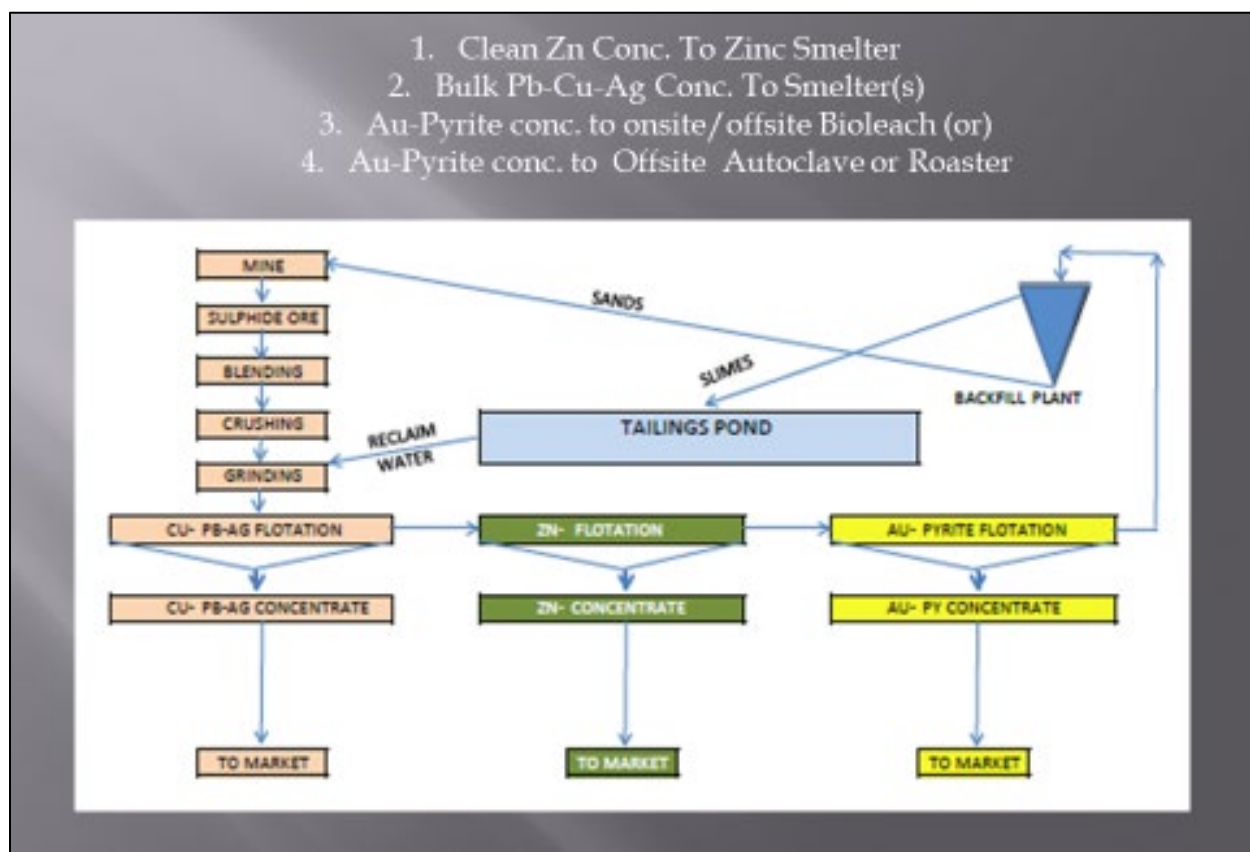 1. Clean Zn Conc. To Zinc Smelter
2. Bulk Pb-Cu-Ag Conc. To Smelter(s)
3. Au-Pyrite conc. to onsite/offsite Bioleach (or)
4. Au-Pyrite conc. to Offsite Autoclave or Roaster
MINE
SANDS
SULPHIDE ORE
BLENDING
SLIMES
BACKFILL PLANT
CRUSHING
TAILINGS POND
RECLAIM
WATER
GRINDING
CU- PB-AG FLOTATION
ZN- FLOTATION
AU- PYRITE FLOTATION
CU- PB-AG CONCENTRATE
ZN- CONCENTRATE
AU- PY CONCENTRATE
TO MARKET
TO MARKET
TO MARKET